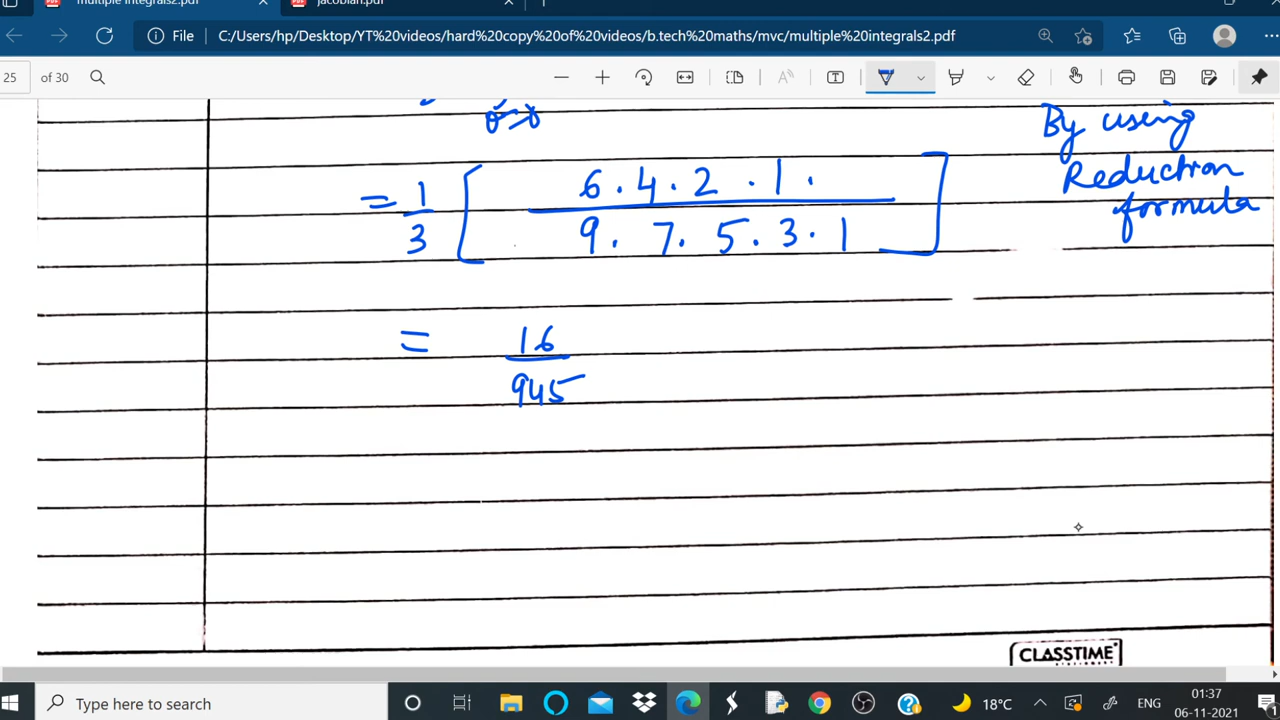 multiple integrals2.pdf
jacobian.pdf
File C:/Users/hp/Desktop/YT%20videos/hard%20copy%20of%20videos/b.tech%20maths/mvc/multiple%20integrals2.pdf
25 of 30
By using
Reduction
formula
= 1/3 [ 6 . 4 . 2 . 1 . / 9 . 7 . 5 . 3 . 1 ]
= 16/945
CLASSTIME
Type here to search
18°C ENG 01:37
06-11-2021